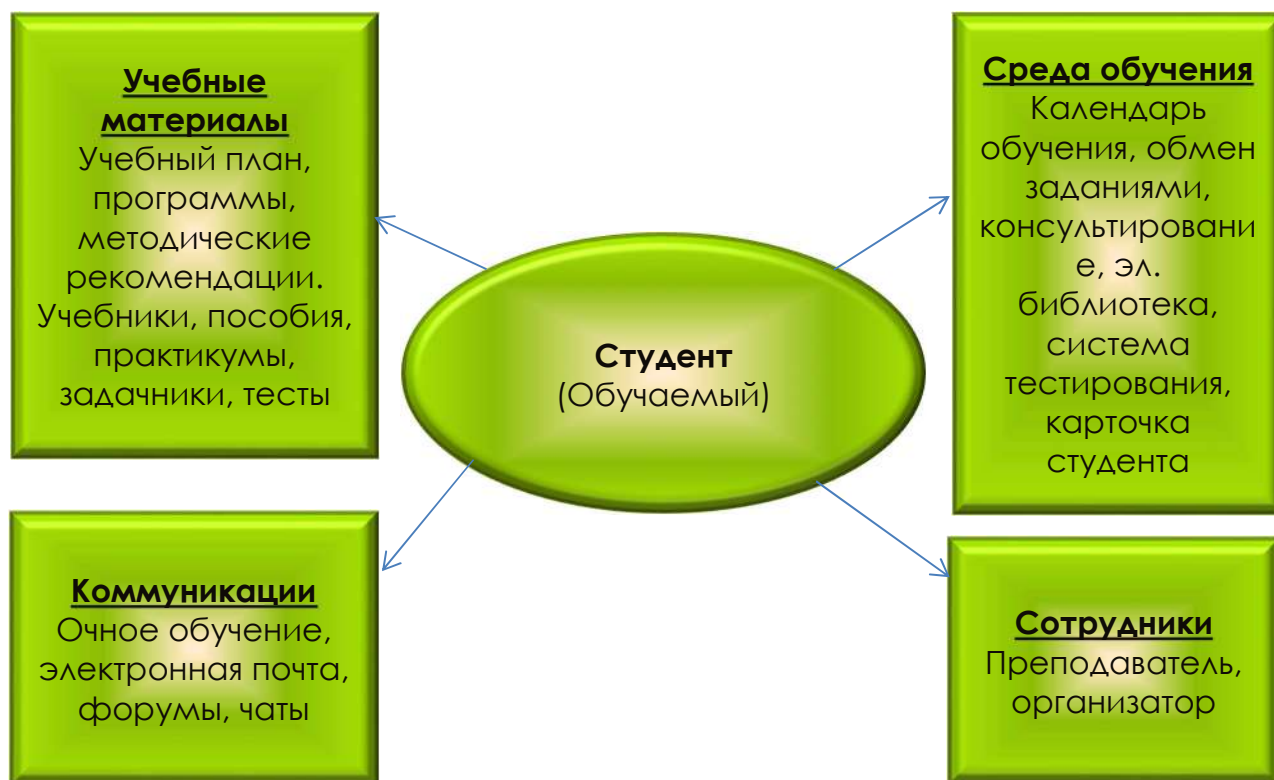 Учебные
материалы
Учебный план,
программы,
методические
рекомендации.
Учебники, пособия,
практикумы,
задачники, тесты
Среда обучения
Календарь
обучения, обмен
заданиями,
консультировани
е, эл.
библиотека,
система
тестирования,
карточка
студента
Студент
(Обучаемый)
Коммуникации
Очное обучение,
электронная почта,
форумы, чаты
Сотрудники
Преподаватель,
организатор